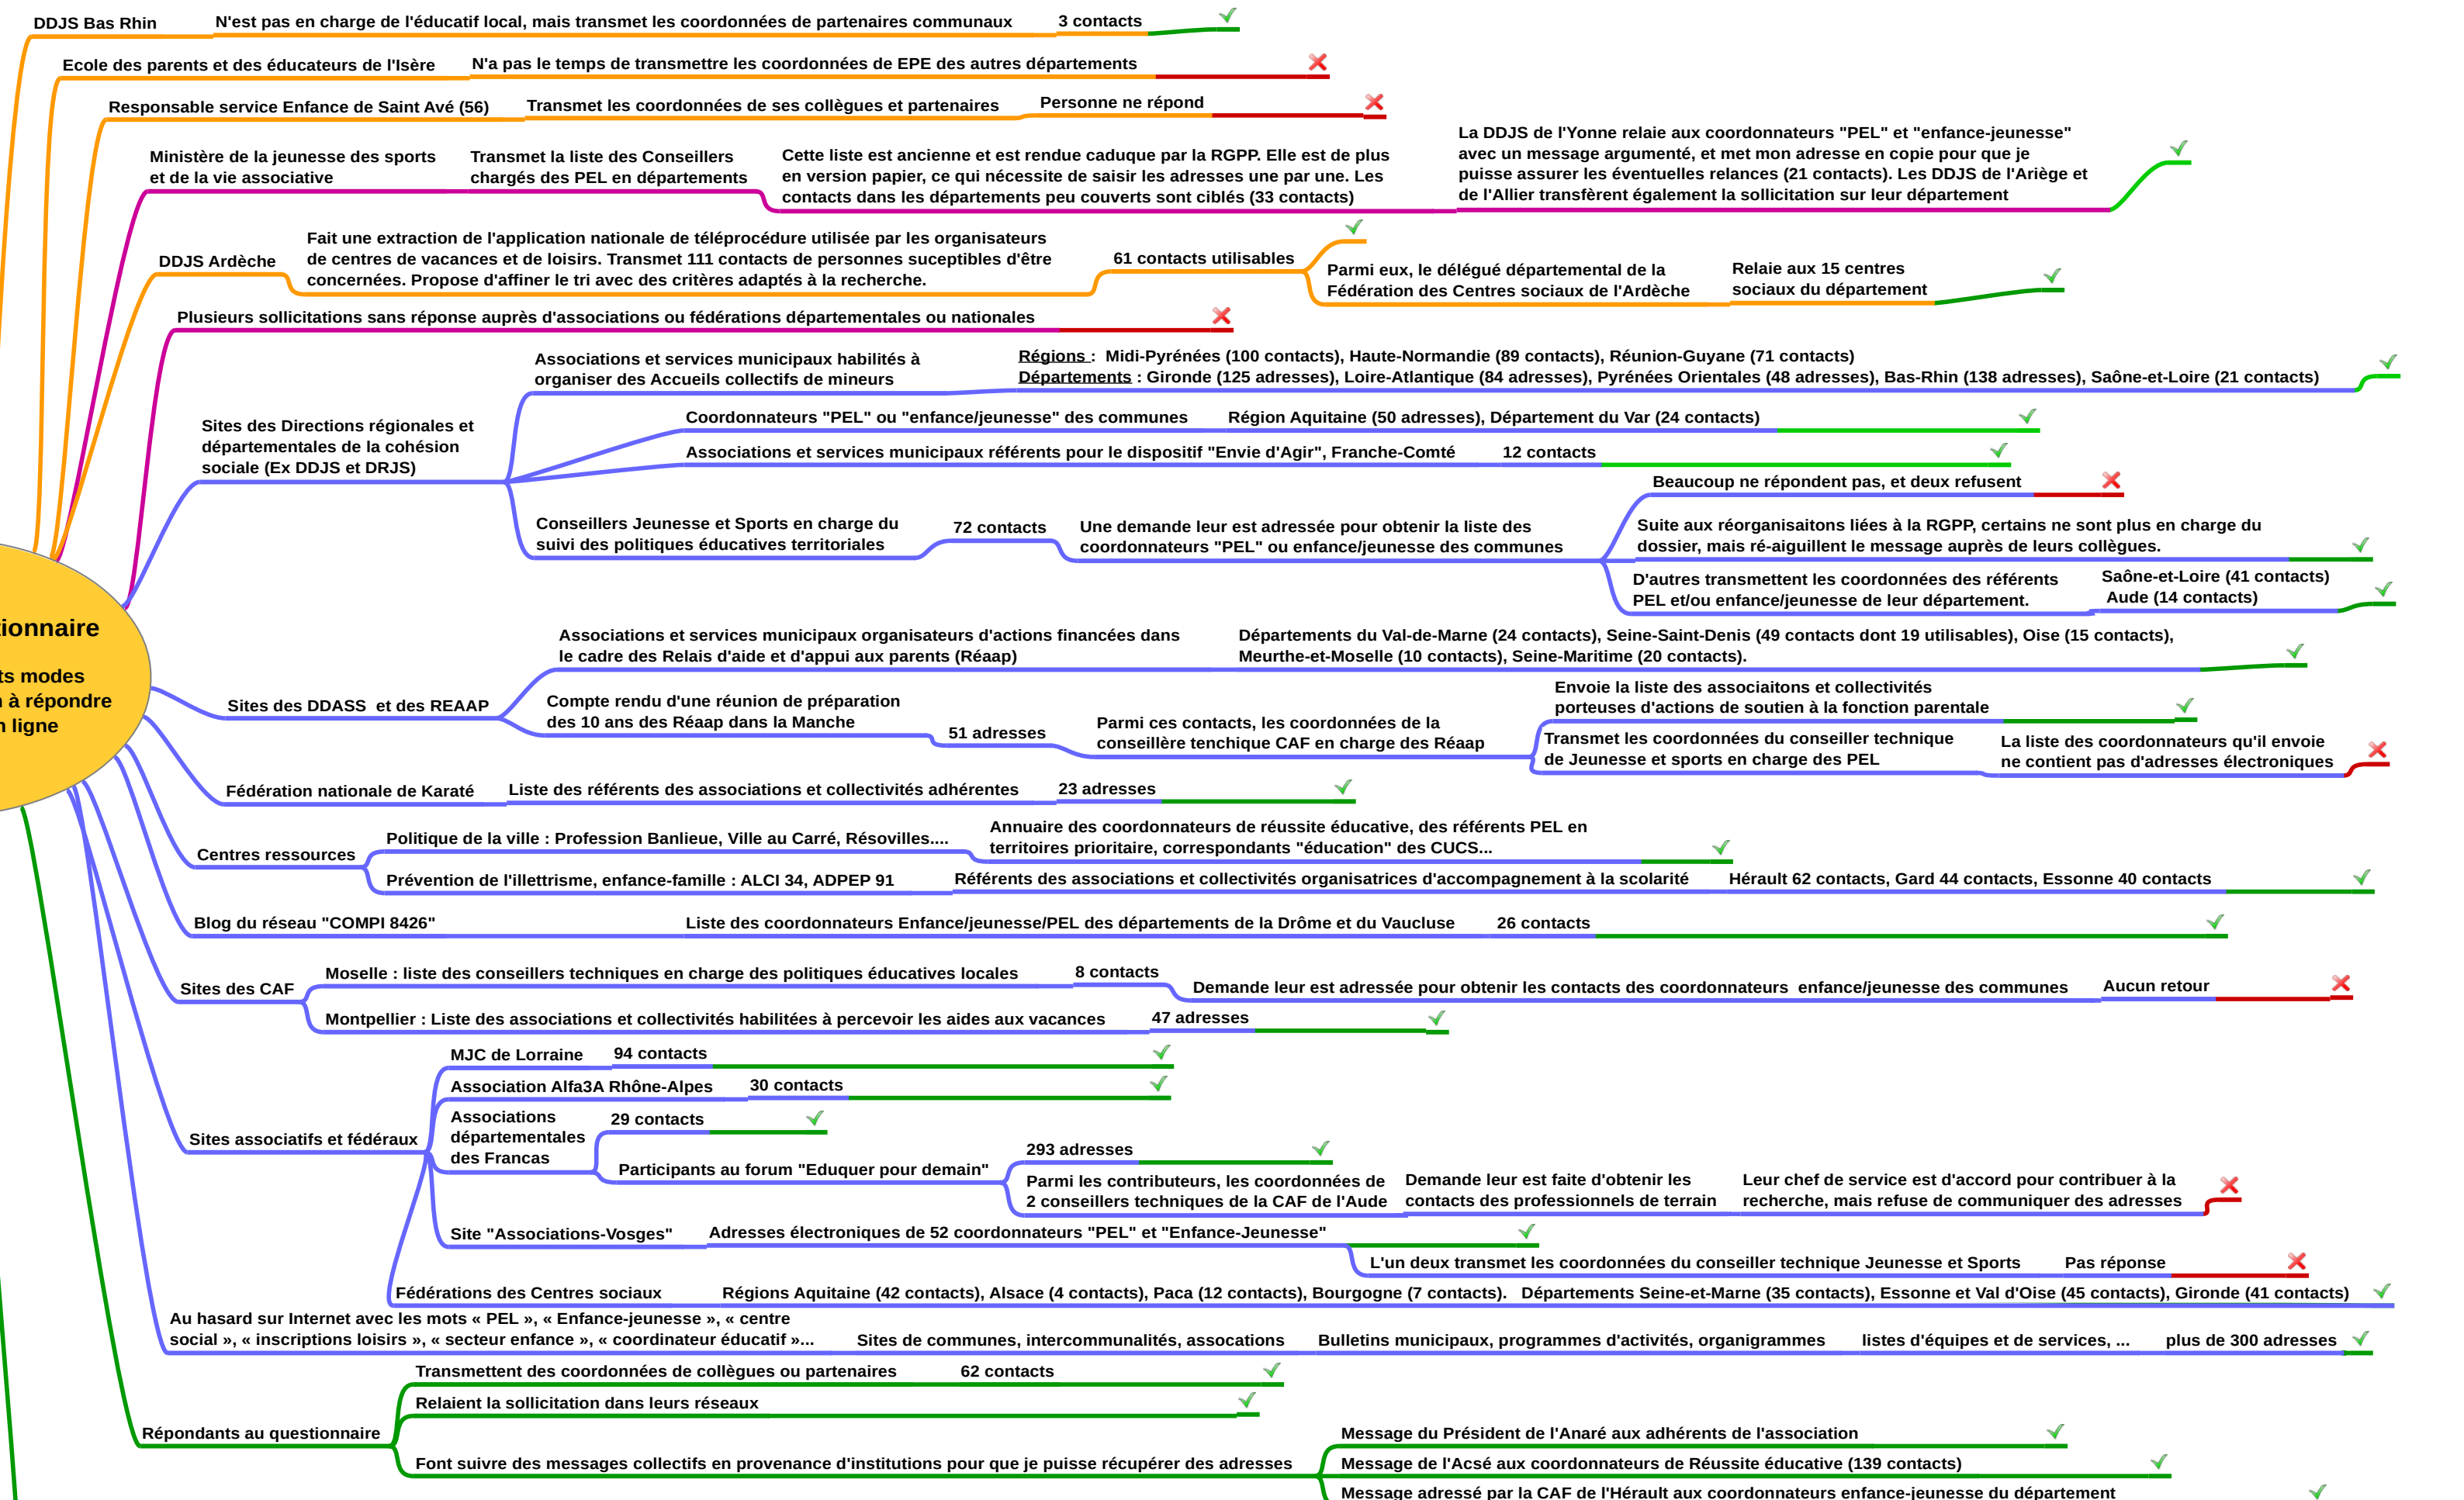 DDJS Bas Rhin
N'est pas en charge de l'éducatif local, mais transmet les coordonnées de partenaires communaux
3 contacts
Ecole des parents et des éducateurs de l'Isère
N'a pas le temps de transmettre les coordonnées de EPE des autres départements
Responsable service Enfance de Saint Avé (56)
Transmet les coordonnées de ses collègues et partenaires
Personne ne répond
Ministère de la jeunesse des sports
et de la vie associative
Transmet la liste des Conseillers
chargés des PEL en départements
Cette liste est ancienne et est rendue caduque par la RGPP. Elle est de plus
en version papier, ce qui nécessite de saisir les adresses une par une. Les
contacts dans les départements peu couverts sont ciblés (33 contacts)
La DDJS de l'Yonne relaie aux coordonnateurs "PEL" et "enfance-jeunesse"
avec un message argumenté, et met mon adresse en copie pour que je
puisse assurer les éventuelles relances (21 contacts). Les DDJS de l'Ariège et
de l'Allier transfèrent également la sollicitation sur leur département
DDJS Ardèche
Fait une extraction de l'application nationale de téléprocédure utilisée par les organisateurs
de centres de vacances et de loisirs. Transmet 111 contacts de personnes suceptibles d'être
concernées. Propose d'affiner le tri avec des critères adaptés à la recherche.
61 contacts utilisables
Parmi eux, le délégué départemental de la
Fédération des Centres sociaux de l'Ardèche
Relaie aux 15 centres
sociaux du département
Plusieurs sollicitations sans réponse auprès d'associations ou fédérations départementales ou nationales
Sites des Directions régionales et
départementales de la cohésion
sociale (Ex DDJS et DRJS)
Associations et services municipaux habilités à
organiser des Accueils collectifs de mineurs
Régions :  Midi-Pyrénées (100 contacts), Haute-Normandie (89 contacts), Réunion-Guyane (71 contacts)
Départements : Gironde (125 adresses), Loire-Atlantique (84 adresses), Pyrénées Orientales (48 adresses), Bas-Rhin (138 adresses), Saône-et-Loire (21 contacts)
Coordonnateurs "PEL" ou "enfance/jeunesse" des communes
Région Aquitaine (50 adresses), Département du Var (24 contacts)
Associations et services municipaux référents pour le dispositif "Envie d'Agir", Franche-Comté
12 contacts
Conseillers Jeunesse et Sports en charge du
suivi des politiques éducatives territoriales
72 contacts
Une demande leur est adressée pour obtenir la liste des
coordonnateurs "PEL" ou enfance/jeunesse des communes
Beaucoup ne répondent pas, et deux refusent
Suite aux réorganisaitons liées à la RGPP, certains ne sont plus en charge du
dossier, mais ré-aiguillent le message auprès de leurs collègues.
D'autres transmettent les coordonnées des référents
PEL et/ou enfance/jeunesse de leur département.
Saône-et-Loire (41 contacts)
Aude (14 contacts)
tionnaire
ts modes
n à répondre
n ligne
Sites des DDASS  et des REAAP
Associations et services municipaux organisateurs d'actions financées dans
le cadre des Relais d'aide et d'appui aux parents (Réaap)
Départements du Val-de-Marne (24 contacts), Seine-Saint-Denis (49 contacts dont 19 utilisables), Oise (15 contacts),
Meurthe-et-Moselle (10 contacts), Seine-Maritime (20 contacts).
Compte rendu d'une réunion de préparation
des 10 ans des Réaap dans la Manche
51 adresses
Parmi ces contacts, les coordonnées de la
conseillère tenchique CAF en charge des Réaap
Envoie la liste des associaitons et collectivités
porteuses d'actions de soutien à la fonction parentale
Transmet les coordonnées du conseiller technique
de Jeunesse et sports en charge des PEL
La liste des coordonnateurs qu'il envoie
ne contient pas d'adresses électroniques
Fédération nationale de Karaté
Liste des référents des associations et collectivités adhérentes
23 adresses
Centres ressources
Politique de la ville : Profession Banlieue, Ville au Carré, Résovilles....
Annuaire des coordonnateurs de réussite éducative, des référents PEL en
territoires prioritaire, correspondants "éducation" des CUCS...
Prévention de l'illettrisme, enfance-famille : ALCI 34, ADPEP 91
Référents des associations et collectivités organisatrices d'accompagnement à la scolarité
Hérault 62 contacts, Gard 44 contacts, Essonne 40 contacts
Blog du réseau "COMPI 8426"
Liste des coordonnateurs Enfance/jeunesse/PEL des départements de la Drôme et du Vaucluse
26 contacts
Sites des CAF
Moselle : liste des conseillers techniques en charge des politiques éducatives locales
8 contacts
Demande leur est adressée pour obtenir les contacts des coordonneurs  enfance/jeunesse des communes
Aucun retour
Montpellier : Liste des associations et collectivités habilitées à percevoir les aides aux vacances
47 adresses
Sites associatifs et fédéraux
MJC de Lorraine
94 contacts
Association Alfa3A Rhône-Alpes
30 contacts
Associations
départementales
des Francas
29 contacts
Participants au forum "Eduquer pour demain"
293 adresses
Parmi les contributeurs, les coordonnées de
2 conseillers techniques de la CAF de l'Aude
Demande leur est faite d'obtenir les
contacts des professionnels de terrain
Leur chef de service est d'accord pour contribuer à la
recherche, mais refuse de communiquer des adresses
Site "Associations-Vosges"
Adresses électroniques de 52 coordonnateurs "PEL" et "Enfance-Jeunesse"
L'un deux transmet les coordonnées du conseiller technique Jeunesse et Sports
Pas réponse
Fédérations des Centres sociaux
Régions Aquitaine (42 contacts), Alsace (4 contacts), Paca (12 contacts), Bourgogne (7 contacts).   Départements Seine-et-Marne (35 contacts), Essonne et Val d'Oise (45 contacts), Gironde (41 contacts)
Au hasard sur Internet avec les mots « PEL », « Enfance-jeunesse », « centre
social », « inscriptions loisirs », « secteur enfance », « coordinateur éducatif »...
Sites de communes, intercommunalités, assocations
Bulletins municipaux, programmes d'activités, organigrammes
listes d'équipes et de services, ...
plus de 300 adresses
Répondants au questionnaire
Transmettent des coordonnées de collègues ou partenaires
62 contacts
Relaient la sollicitation dans leurs réseaux
Font suivre des messages collectifs en provenance d'institutions pour que je puisse récupérer des adresses
Message du Président de l'Anaré aux adhérents de l'association
Message de l'Acsé aux coordonnateurs de Réussite éducative (139 contacts)
Message adressé par la CAF de l'Hérault aux coordonnateurs enfance-jeunesse du département